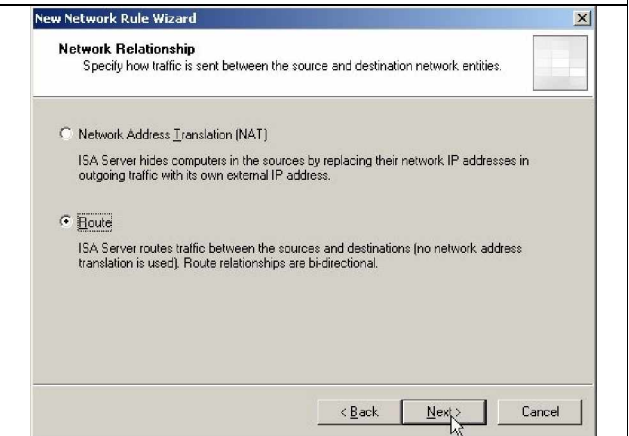 New Network Rule Wizard
Network Relationship
Specify how traffic is sent between the source and destination network entities.
Network Address Translation (NAT)
ISA Server hides computers in the sources by replacing their network IP addresses in
outgoing traffic with its own external IP address.
Route
ISA Server routes traffic between the sources and destinations (no network address
translation is used). Route relationships are bi-directional.
< Back
Next >
Cancel